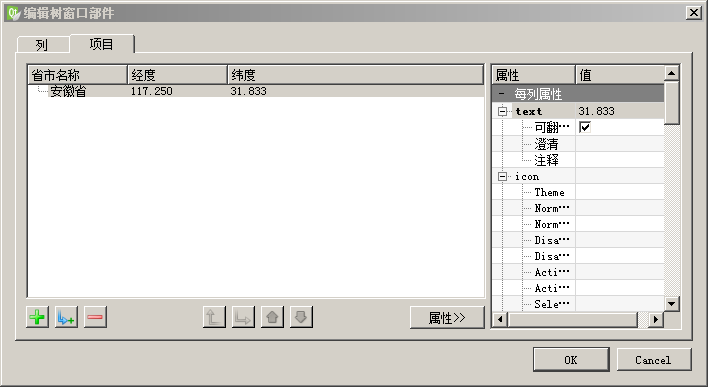 编辑树窗口部件
列 项目
省市名称 经度 纬度
安徽省 117.250 31.833
属性 值
每列属性
text 31.833
可翻…
澄清
注释
icon
Theme
Norm…
Norm…
Disa…
Disa…
Acti…
Acti…
Sele…
属性>>
OK Cancel